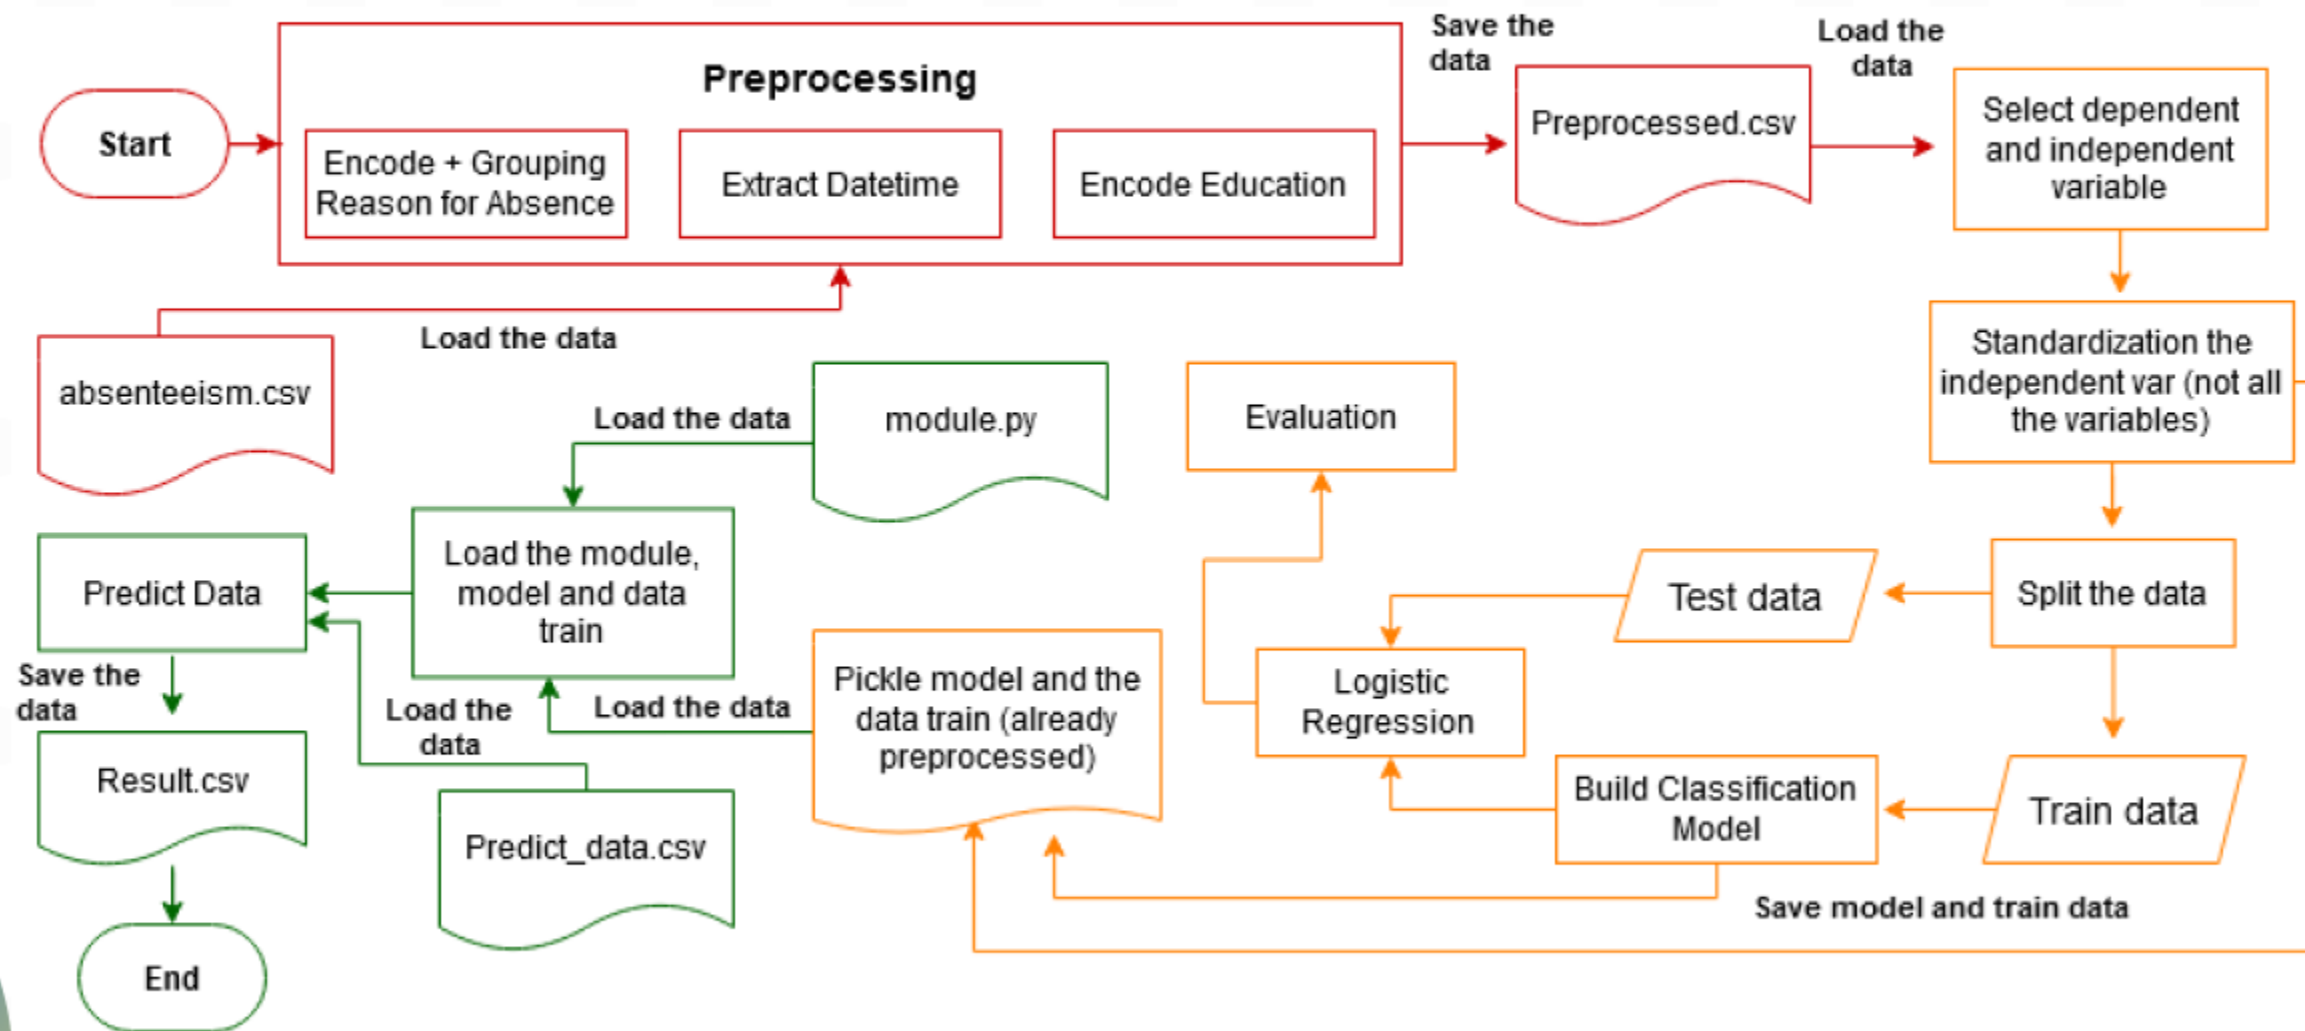 Preprocessing
Start
Encode + Grouping
Reason for Absence
Extract Datetime
Encode Education
Save the
data
Preprocessed.csv
Load the
data
Select dependent
and independent
variable
Load the data
absenteeism.csv
Standardization the
independent var (not all
the variables)
Load the data
module.py
Evaluation
Split the data
Test data
Train data
Build Classification
Model
Logistic
Regression
Save model and train data
Pickle model and the
data train (already
preprocessed)
Load the data
Load the module,
model and data
train
Predict Data
Load the
data
Predict_data.csv
Save the
data
Result.csv
End